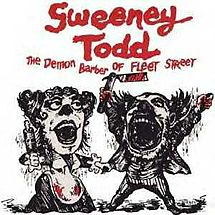 Sweeney
Todd
THE DEMON BARBER OF FLEET STREET